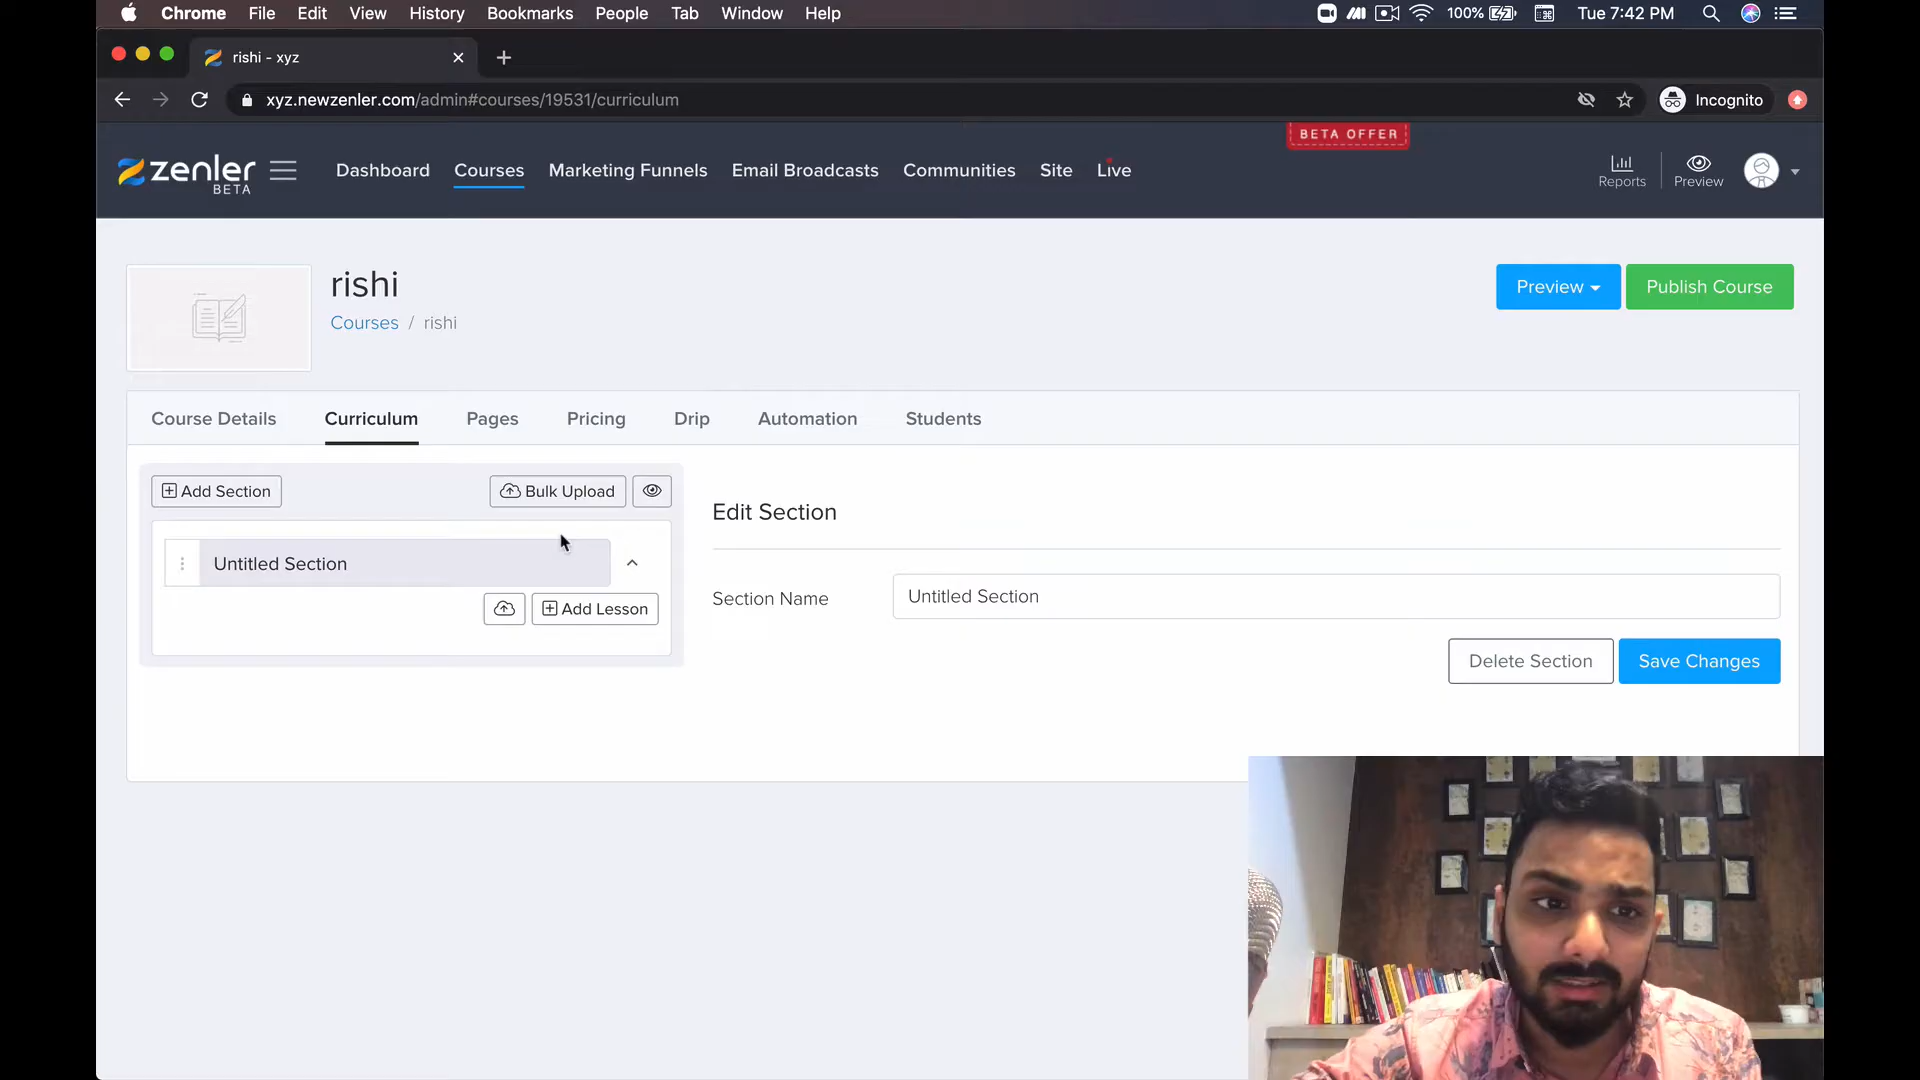 Chrome File Edit View History Bookmarks People Tab Window Help 100% Tue 7:42 PM
rishi - xyz
xyz.newzenler.com/admin#courses/19531/curriculum Incognito
BETA OFFER
zenler BETA Dashboard Courses Marketing Funnels Email Broadcasts Communities Site Live Reports Preview
rishi
Courses / rishi
Preview Publish Course
Course Details Curriculum Pages Pricing Drip Automation Students
Add Section Bulk Upload
Edit Section
Untitled Section
Add Lesson
Section Name Untitled Section
Delete Section Save Changes